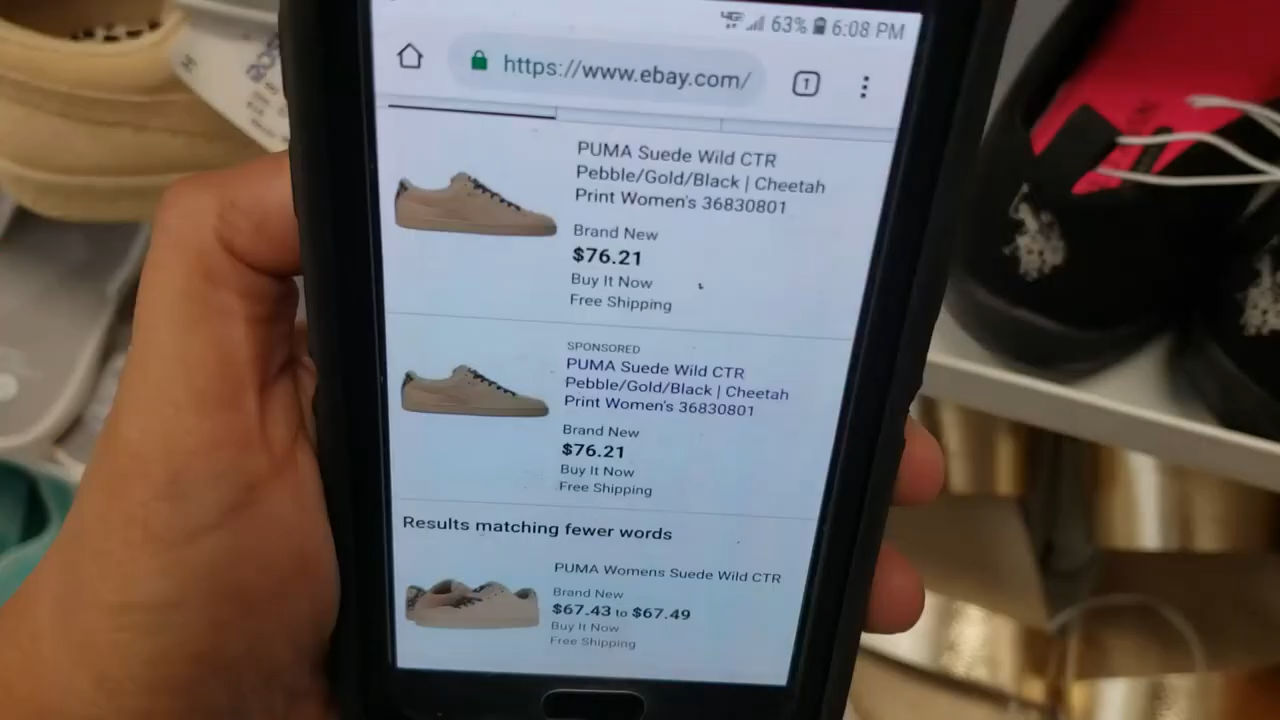 4G 63% 6:08 PM
https://www.ebay.com/
1
PUMA Suede Wild CTR
Pebble/Gold/Black | Cheetah
Print Women's 36830801
Brand New
$76.21
Buy It Now
Free Shipping
SPONSORED
PUMA Suede Wild CTR
Pebble/Gold/Black | Cheetah
Print Women's 36830801
Brand New
$76.21
Buy It Now
Free Shipping
Results matching fewer words
PUMA Womens Suede Wild CTR
Brand New
$67.43 to $67.49
Buy It Now
Free Shipping